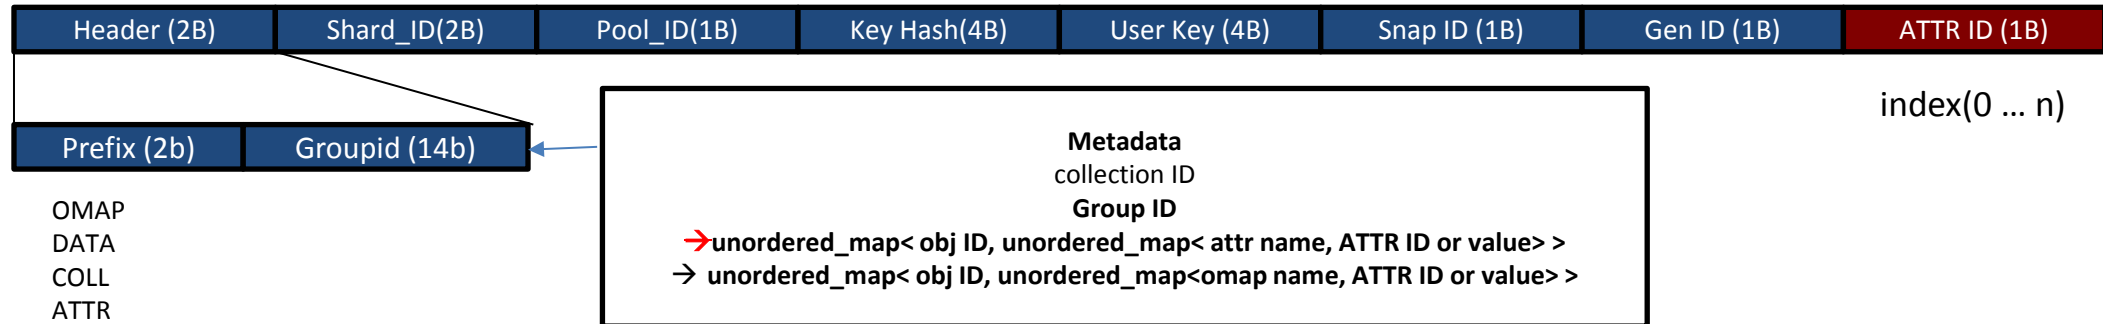 Header (2B) Shard_ID(2B) Pool_ID(1B) Key Hash(4B) User Key (4B) Snap ID (1B) Gen ID (1B) ATTR ID (1B)
index(0 … n)
Prefix (2b) Groupid (14b)
OMAP
DATA
COLL
ATTR
Metadata
collection ID
Group ID
→unordered_map< obj ID, unordered_map< attr name, ATTR ID or value> >
→ unordered_map< obj ID, unordered_map<omap name, ATTR ID or value> >